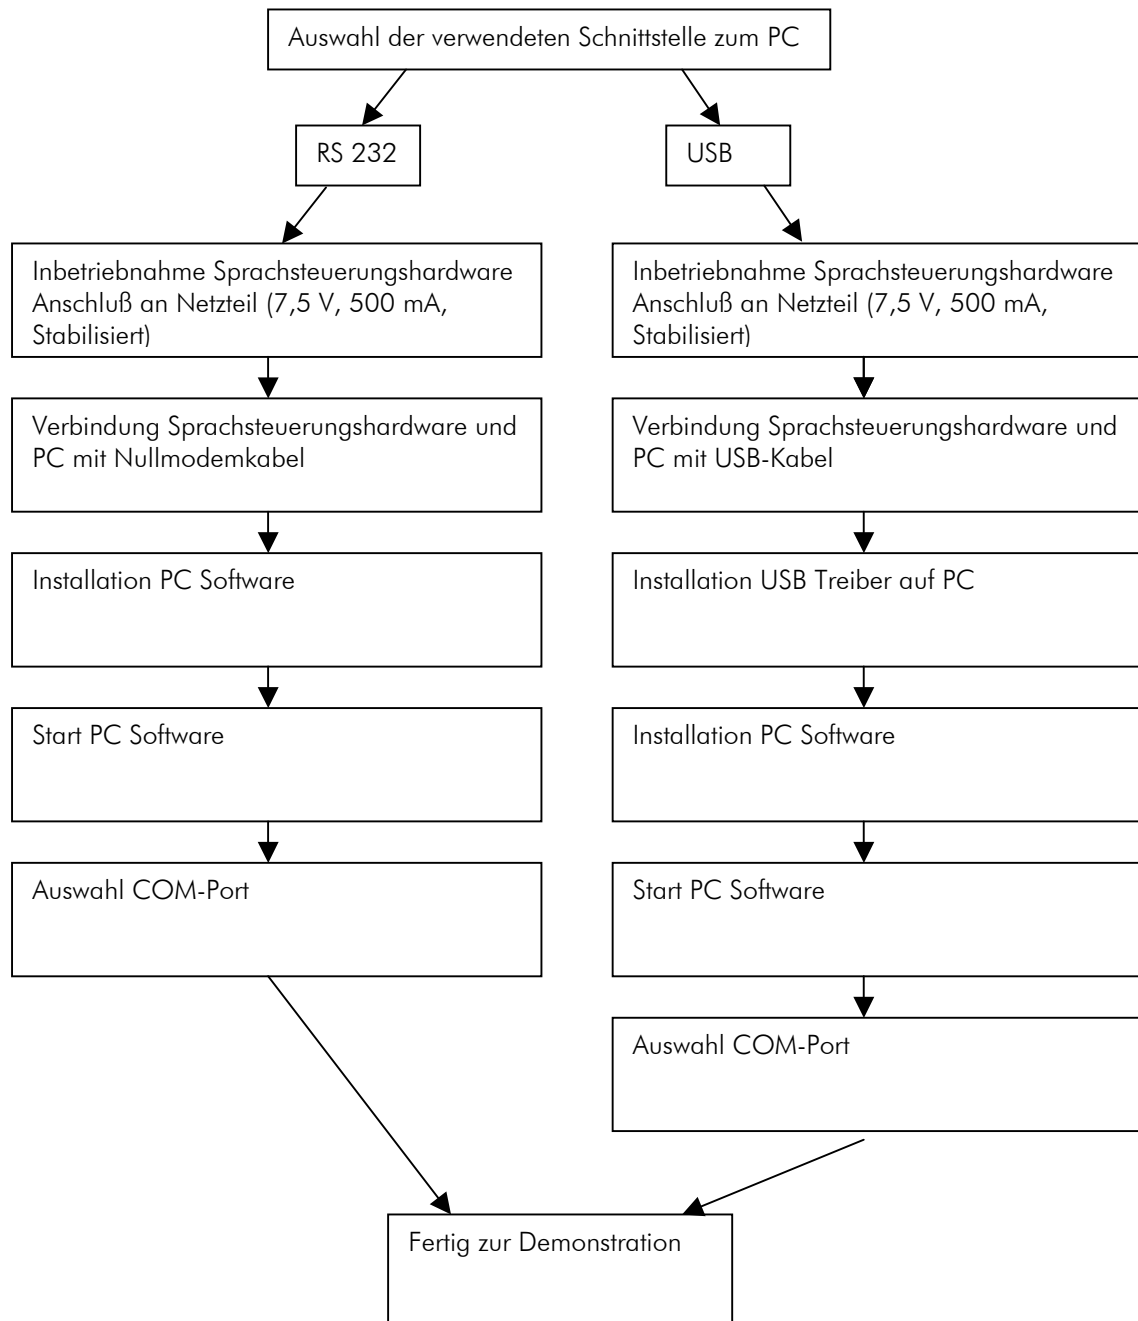 Auswahl der verwendeten Schnittstelle zum PC
RS 232
USB
Inbetriebnahme Sprachsteuerungshardware
Anschluß an Netzteil (7,5 V, 500 mA,
Stabilisiert)
Verbindung Sprachsteuerungshardware und
PC mit Nullmodemkabel
Installation PC Software
Start PC Software
Auswahl COM-Port
Inbetriebnahme Sprachsteuerungshardware
Anschluß an Netzteil (7,5 V, 500 mA,
Stabilisiert)
Verbindung Sprachsteuerungshardware und
PC mit USB-Kabel
Installation USB Treiber auf PC
Installation PC Software
Start PC Software
Auswahl COM-Port
Fertig zur Demonstration